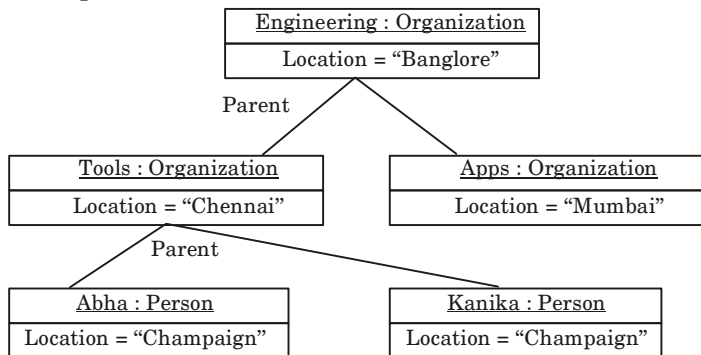 Engineering : Organization
Location = “Banglore”
Parent
Tools : Organization
Location = “Chennai”
Apps : Organization
Location = “Mumbai”
Parent
Abha : Person
Location = “Champaign”
Kanika : Person
Location = “Champaign”